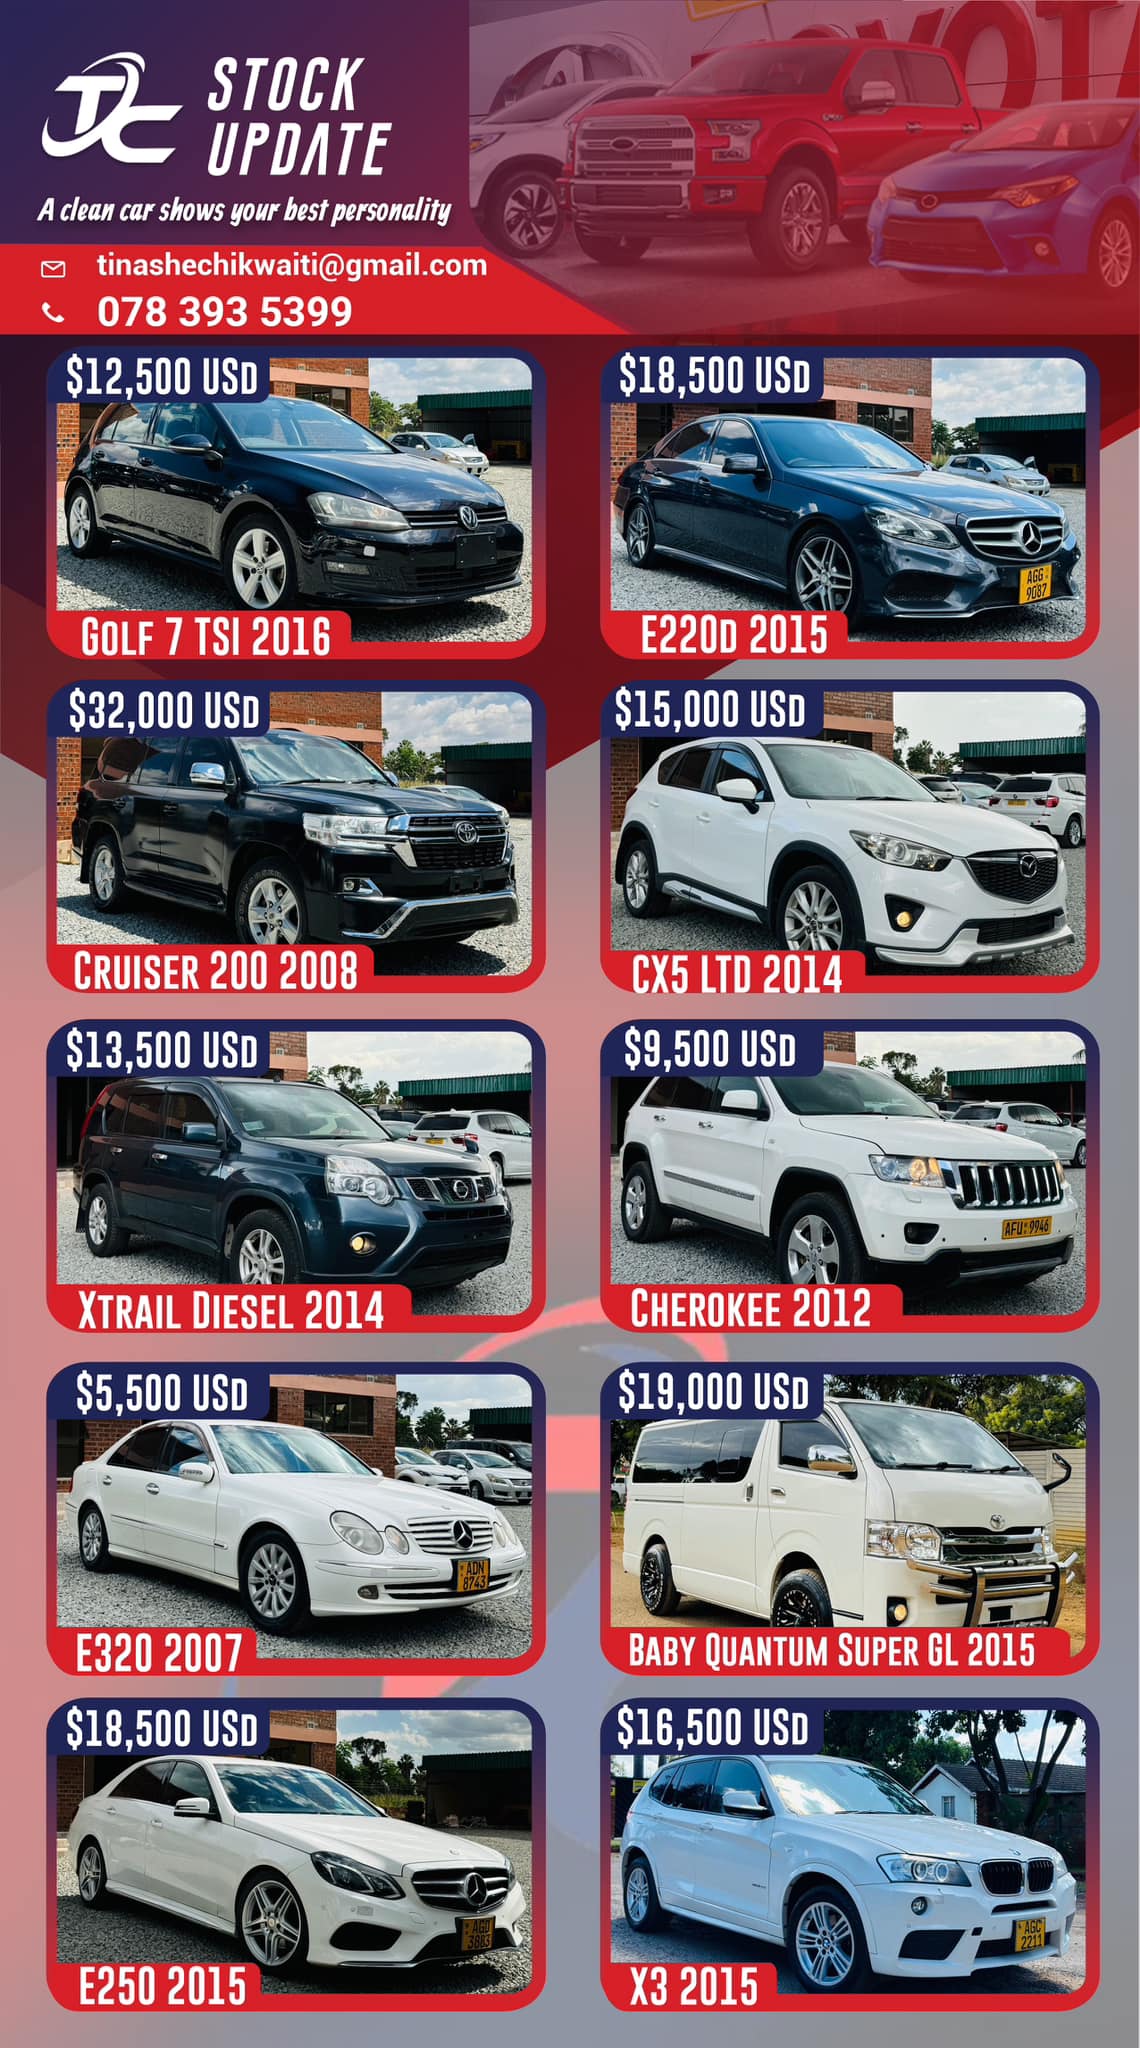 TC
STOCK
UPDATE
A clean car shows your best personality
tinashechikwaiti@gmail.com
078 393 5399
TOYOTA
$12,500 USD
GOLF 7 TSI 2016
$18,500 USD
AGG
9087
E220D 2015
$32,000 USD
CRUISER 200 2008
$15,000 USD
CX5 LTD 2014
$13,500 USD
XTRAIL DIESEL 2014
$9,500 USD
AFU 9946
CHEROKEE 2012
$5,500 USD
ADN
8743
E320 2007
$19,000 USD
BABY QUANTUM SUPER GL 2015
$18,500 USD
AGD
3883
E250 2015
$16,500 USD
AGC
2211
X3 2015